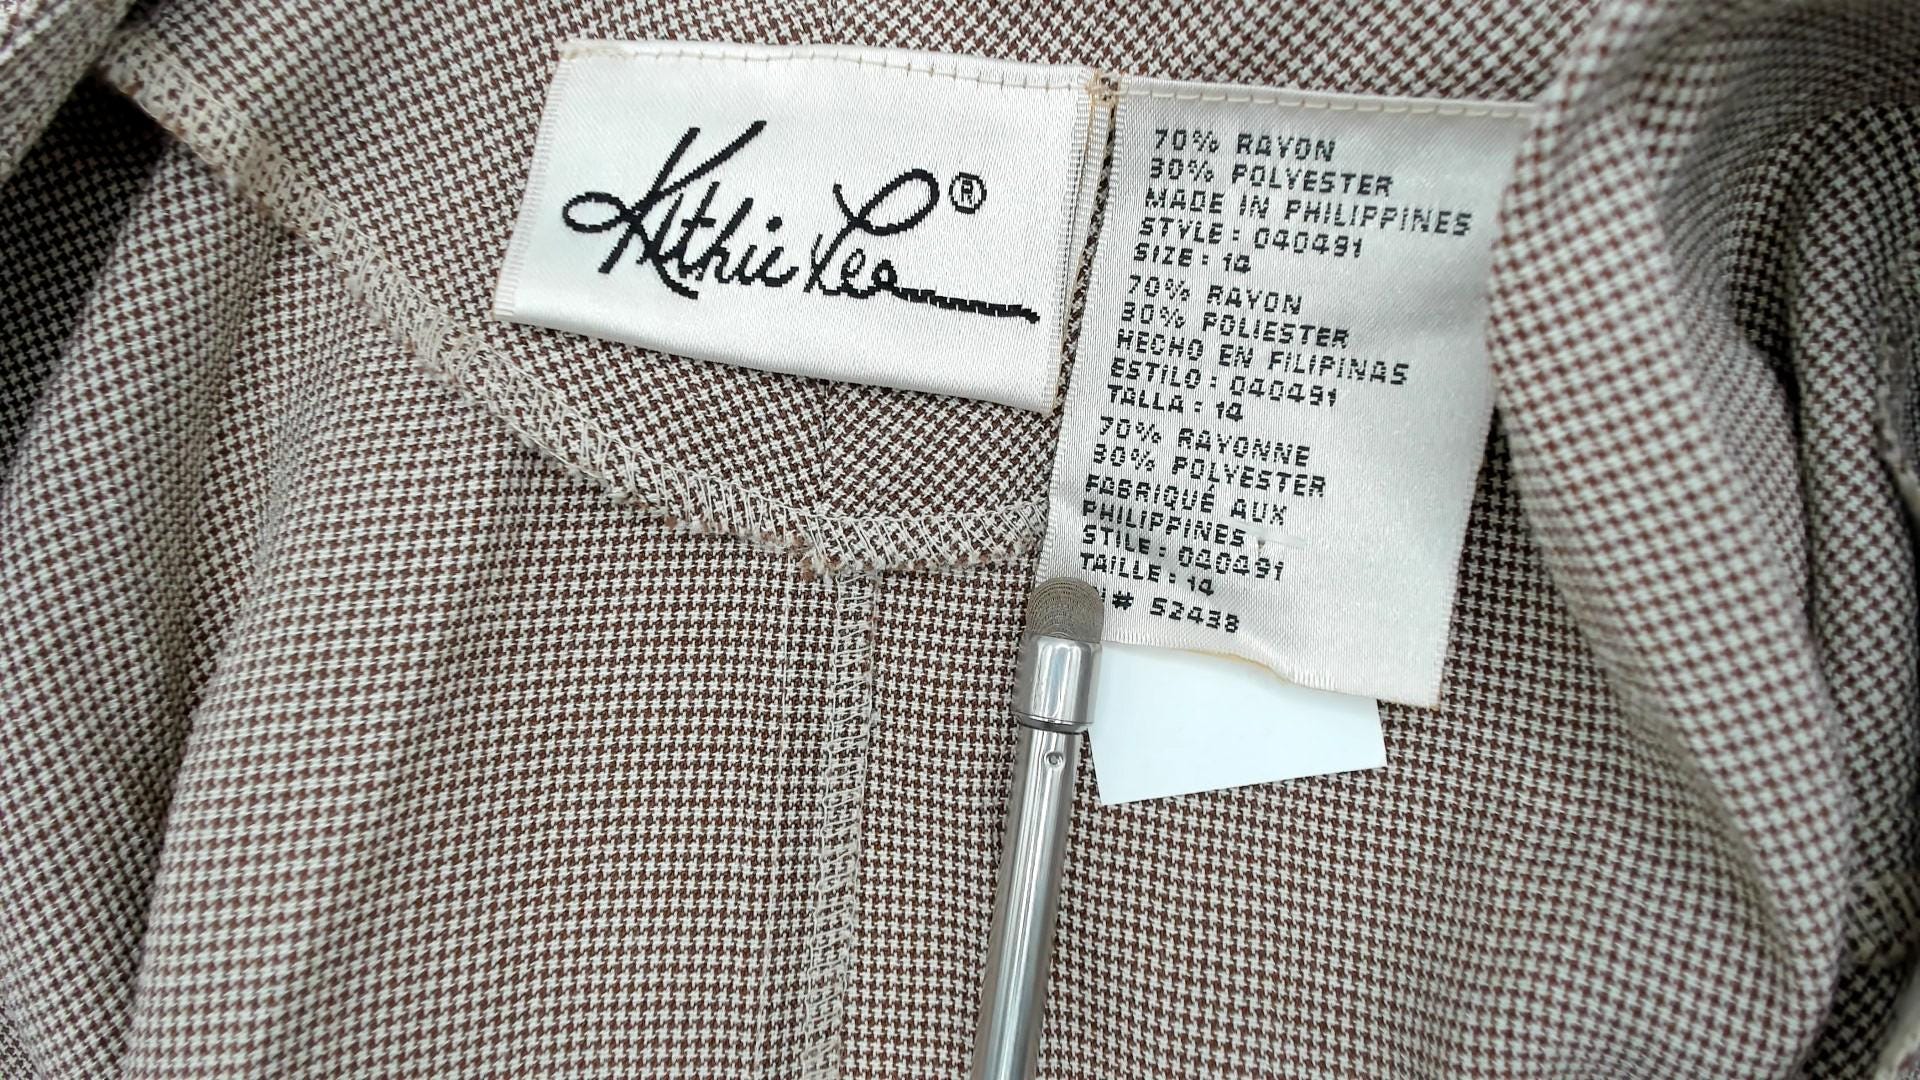 Kathie Lee®
70% RAYON
30% POLYESTER
MADE IN PHILIPPINES
STYLE: 040491
SIZE: 14
70% RAYON
30% POLIESTER
HECHO EN FILIPINAS
ESTILO: 040491
TALLA: 14
70% RAYONNE
30% POLYESTER
FABRIQUÉ AUX
PHILIPPINES
STILE: 040491
TAILLE: 14
# 52438